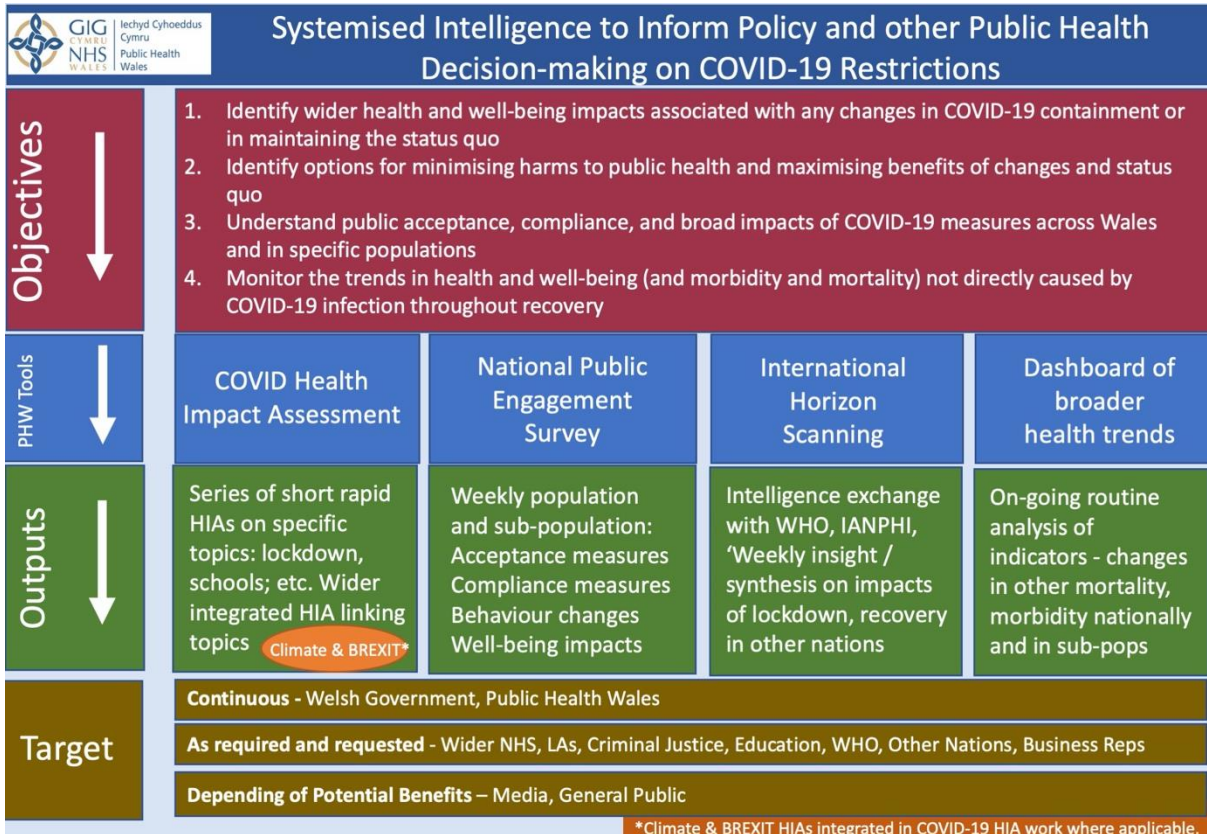 GIG
CYMRU
NHS
WALES
Iechyd Cyhoeddus
Cymru
Public Health
Wales
Systemised Intelligence to Inform Policy and other Public Health
Decision-making on COVID-19 Restrictions
Objectives
1. Identify wider health and well-being impacts associated with any changes in COVID-19 containment or
in maintaining the status quo
2. Identify options for minimising harms to public health and maximising benefits of changes and status
quo
3. Understand public acceptance, compliance, and broad impacts of COVID-19 measures across Wales
and in specific populations
4. Monitor the trends in health and well-being (and morbidity and mortality) not directly caused by
COVID-19 infection throughout recovery
PHW Tools
COVID Health
Impact Assessment
National Public
Engagement
Survey
International
Horizon
Scanning
Dashboard of
broader
health trends
Outputs
Series of short rapid
HIAs on specific
topics: lockdown,
schools; etc. Wider
integrated HIA linking
topics
Climate & BREXIT*
Weekly population
and sub-population:
Acceptance measures
Compliance measures
Behaviour changes
Well-being impacts
Intelligence exchange
with WHO, IANPHI,
‘Weekly insight /
synthesis on impacts
of lockdown, recovery
in other nations
On-going routine
analysis of
indicators - changes
in other mortality,
morbidity nationally
and in sub-pops
Target
Continuous - Welsh Government, Public Health Wales
As required and requested - Wider NHS, LAs, Criminal Justice, Education, WHO, Other Nations, Business Reps
Depending of Potential Benefits – Media, General Public
*Climate & BREXIT HIAs integrated in COVID-19 HIA work where applicable.